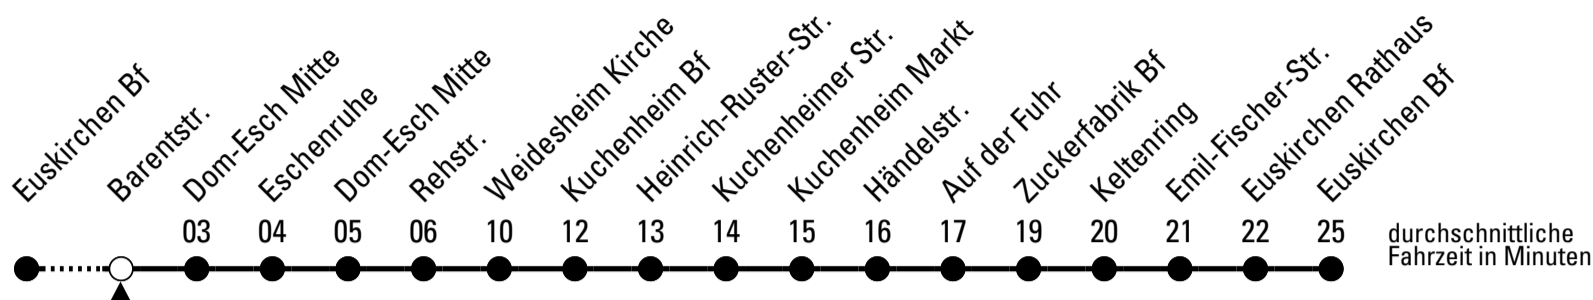 Euskirchen Bf
Barentstr.
Dom-Esch Mitte
Eschenruhe
Dom-Esch Mitte
Rehstr.
Weidesheim Kirche
Kuchenheim Bf
Heinrich-Ruster-Str.
Kuchenheimer Str.
Kuchenheim Markt
Händelstr.
Auf der Fuhr
Zuckerfabrik Bf
Keltenring
Emil-Fischer-Str.
Euskirchen Rathaus
Euskirchen Bf
03 04 05 06 10 12 13 14 15 16 17 19 20 21 22 25
durchschnittliche
Fahrzeit in Minuten